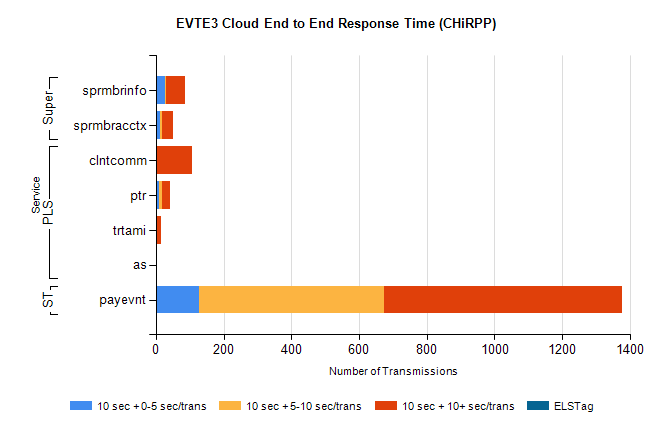 EVTE3 Cloud End to End Response Time (CHiRPP)
Service
Super
sprmbrinfo
sprmbracctx
PLS
clntcomm
ptr
trtami
as
ST
payevnt
0 200 400 600 800 1000 1200 1400
Number of Transmissions
10 sec +0-5 sec/trans 10 sec +5-10 sec/trans 10 sec + 10+ sec/trans ELSTag